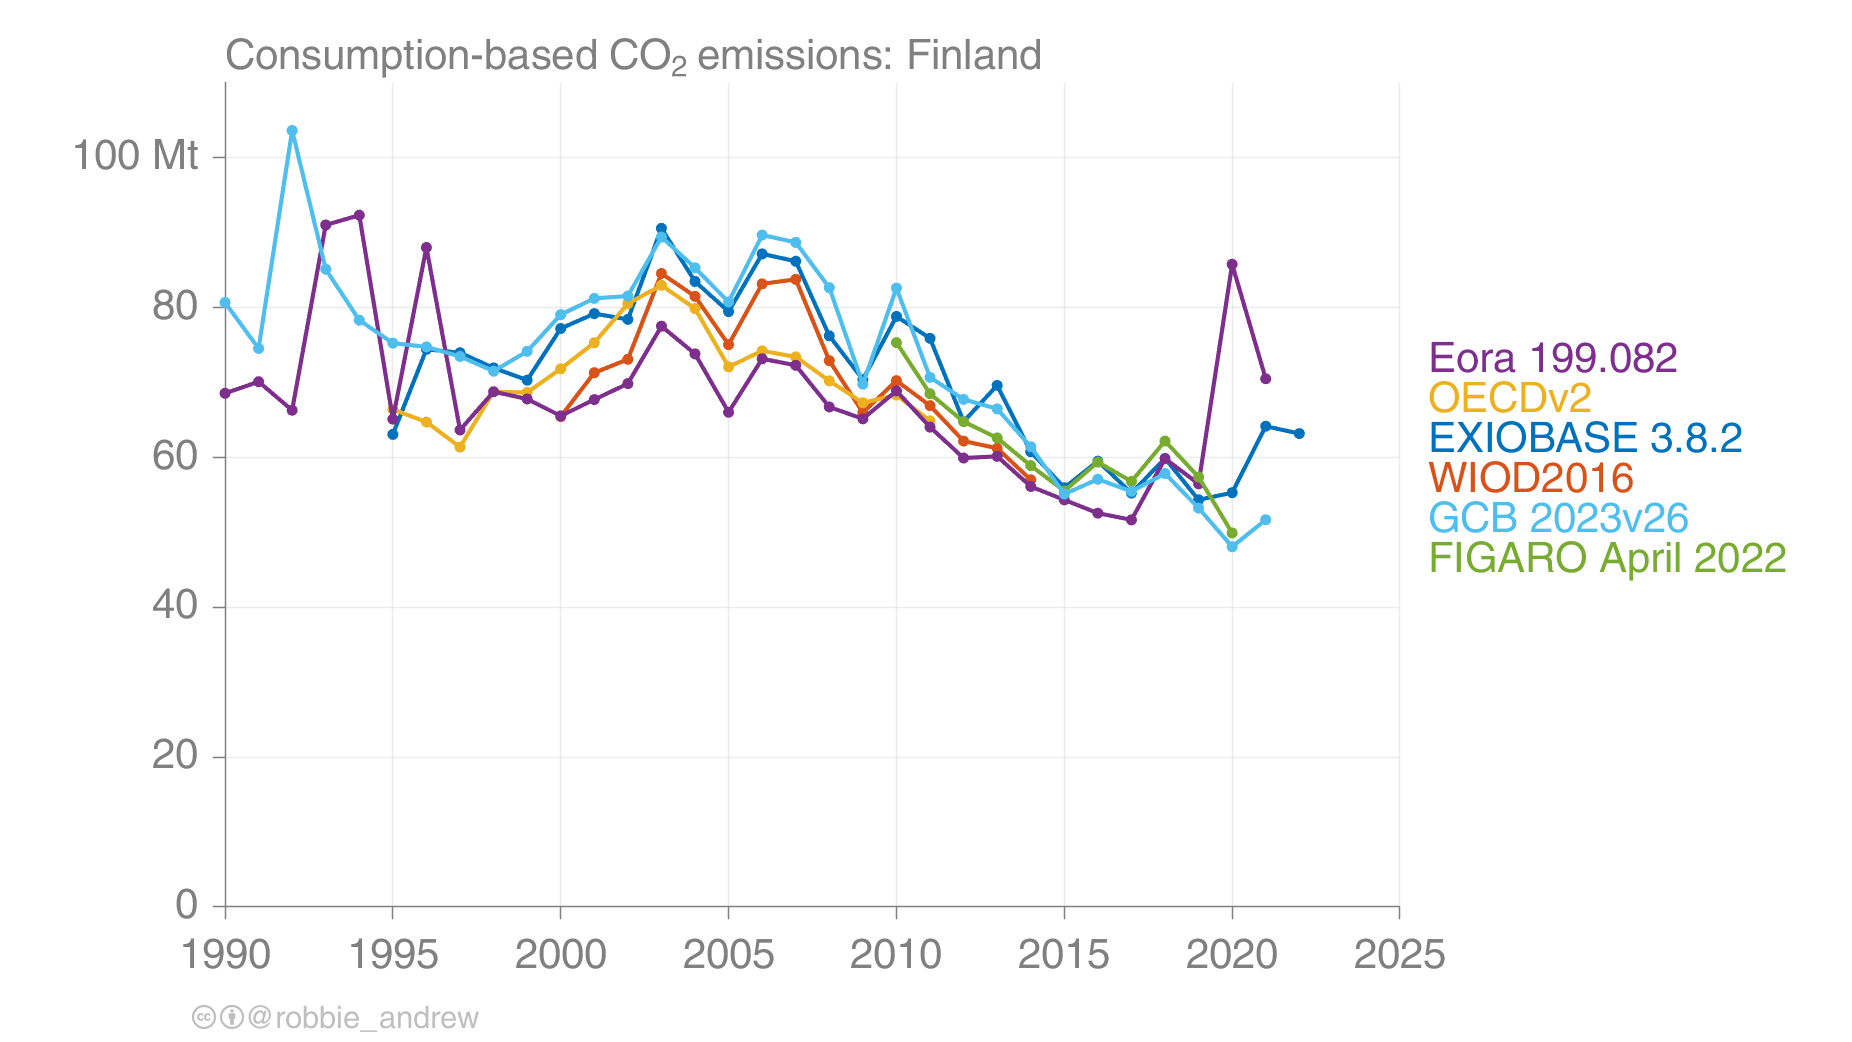 Consumption-based CO₂ emissions: Finland
100 Mt
80
60
40
20
0
1990 1995 2000 2005 2010 2015 2020 2025
Eora 199.082
OECDv2
EXIOBASE 3.8.2
WIOD2016
GCB 2023v26
FIGARO April 2022
cc @robbie_andrew